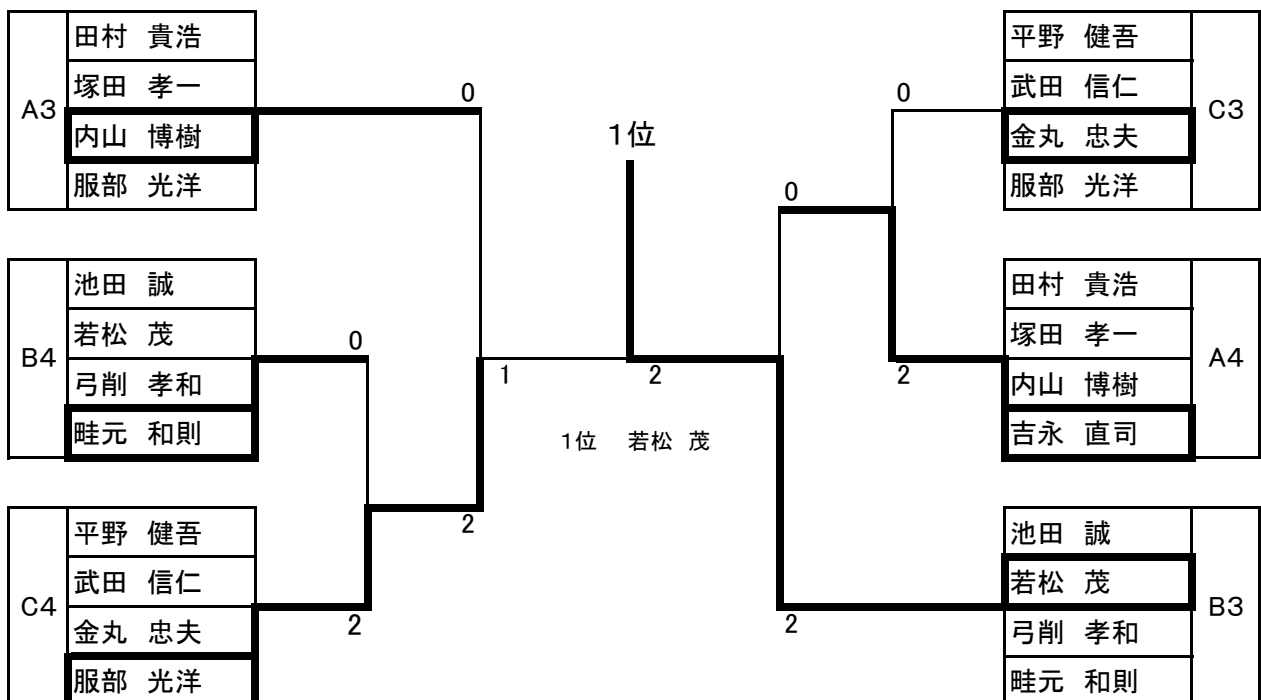 田村 貴浩
塚田 孝一
A3
内山 博樹
服部 光洋
0
池田 誠
若松 茂
B4
弓削 孝和
畦元 和則
0
平野 健吾
武田 信仁
C4
金丸 忠夫
服部 光洋
2
2
1
1位
2
1位 若松 茂
0
0
2
2
平野 健吾
武田 信仁
C3
金丸 忠夫
服部 光洋
田村 貴浩
塚田 孝一
A4
内山 博樹
吉永 直司
池田 誠
若松 茂
B3
弓削 孝和
畦元 和則